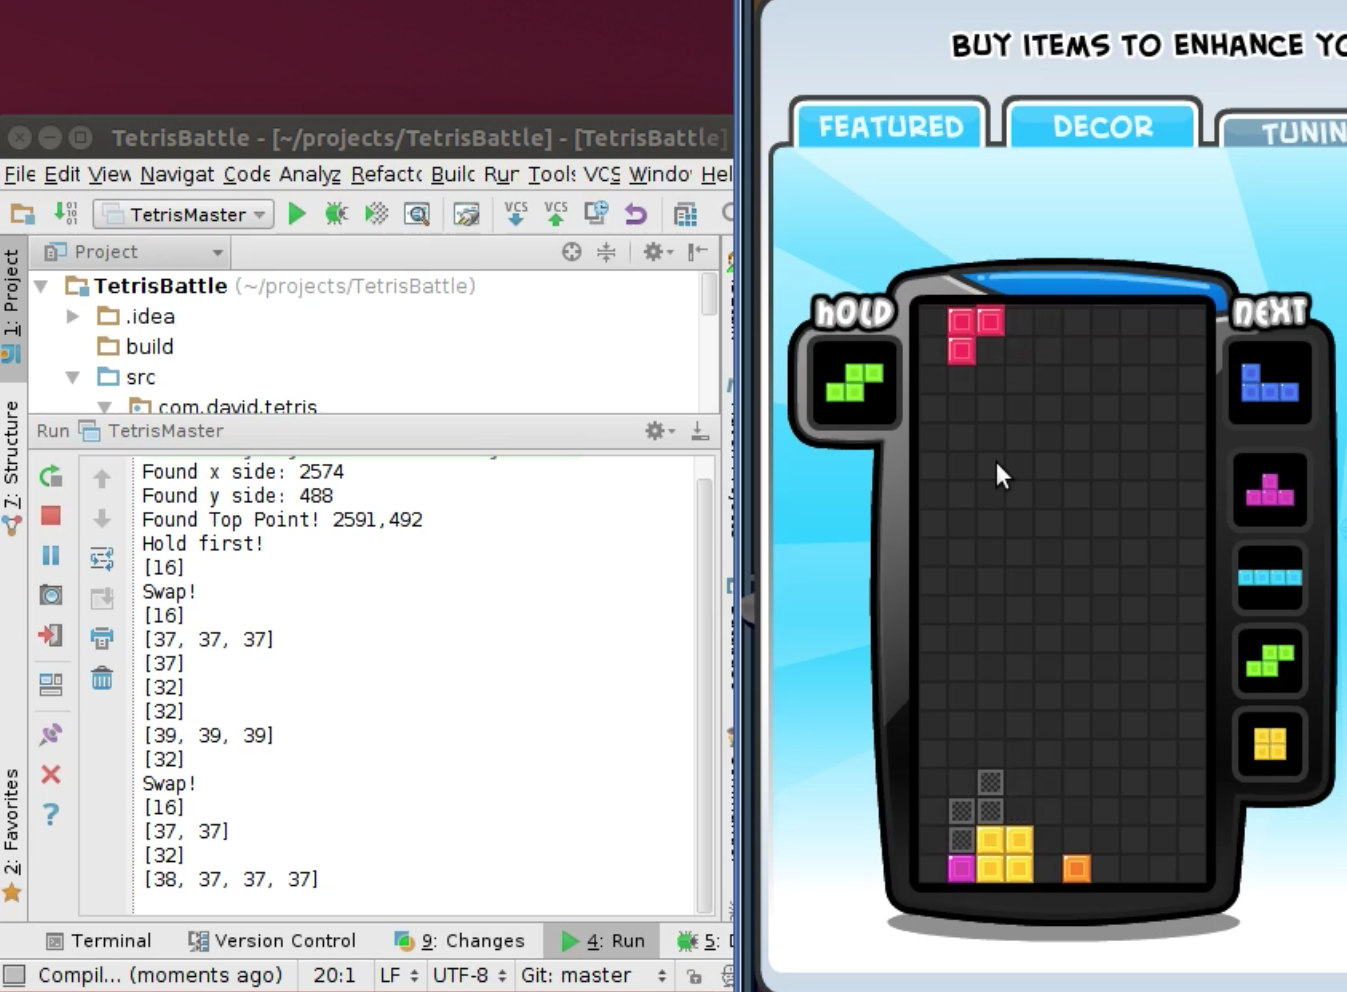 BUY ITEMS TO ENHANCE
FEATURED
DECOR
HOLD
NEXT
TetrisBattle - [~/projects/TetrisBattle] - [TetrisBattle]
File Edit View Navigat Code Analyz Refactc Builc Run Tools VCS Windo Hel
TetrisMaster
VCS VCS
1: Project
7: Structure
2: Favorites
Project
TetrisBattle (~/projects/TetrisBattle)
.idea
build
src
com.david.tetris
Run TetrisMaster
Found x side: 2574
Found y side: 488
Found Top Point! 2591,492
Hold first!
[16]
Swap!
[16]
[37, 37, 37]
[37]
[32]
[32]
[39, 39, 39]
[32]
Swap!
[16]
[37, 37]
[32]
[38, 37, 37, 37]
Terminal Version Control 9: Changes 4: Run 5:
Compil... (moments ago) 20:1 LF UTF-8 Git: master